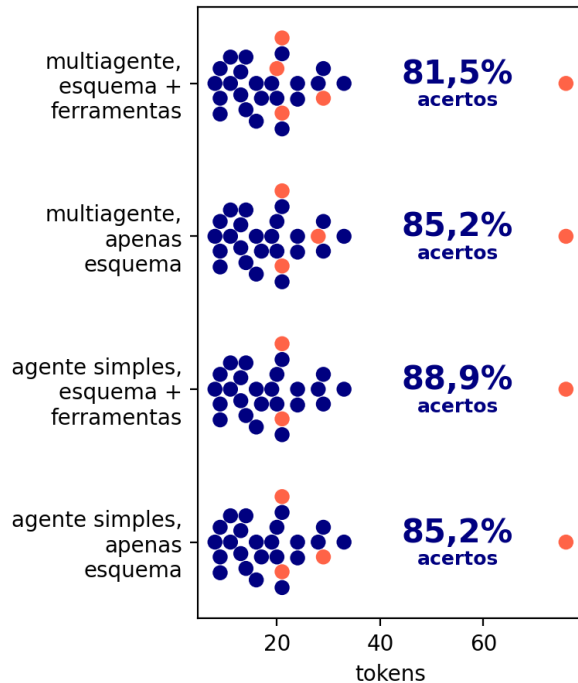 multiagente,
esquema +
ferramentas
81,5%
acertos
multiagente,
apenas
esquema
85,2%
acertos
agente simples,
esquema +
ferramentas
88,9%
acertos
agente simples,
apenas
esquema
85,2%
acertos
20 40 60
tokens